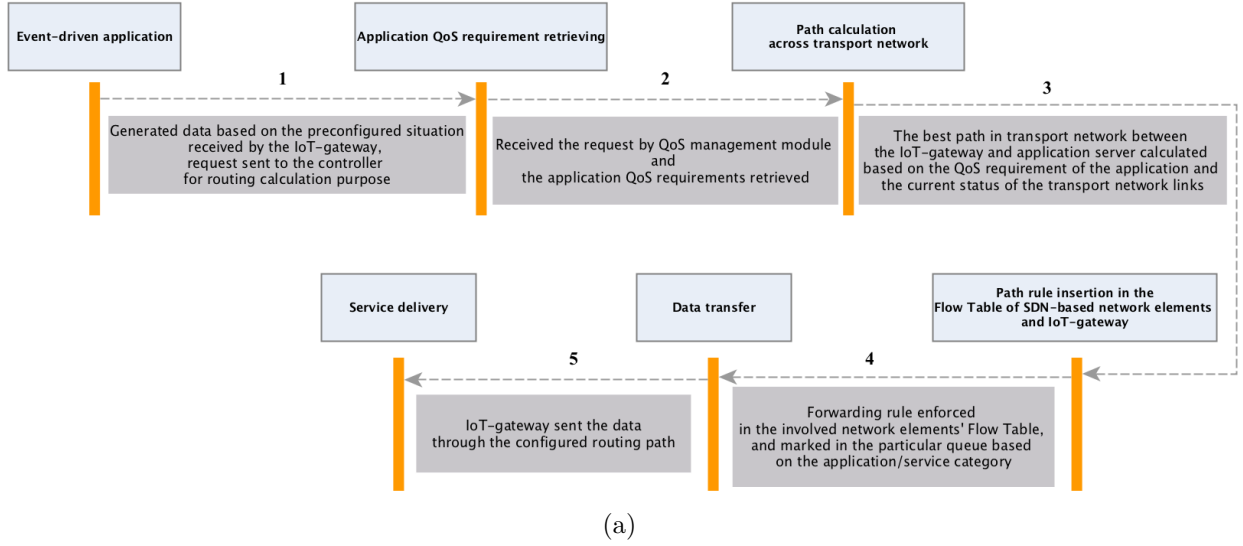 Event-driven application
Application QoS requirement retrieving
Path calculation
across transport network
1
2
3
Generated data based on the preconfigured situation
received by the IoT-gateway,
request sent to the controller
for routing calculation purpose
Received the request by QoS management module
and
the application QoS requirements retrieved
The best path in transport network between
the IoT-gateway and application server calculated
based on the QoS requirement of the application and
the current status of the transport network links
Service delivery
Data transfer
Path rule insertion in the
Flow Table of SDN-based network elements
and IoT-gateway
5
4
IoT-gateway sent the data
through the configured routing path
Forwarding rule enforced
in the involved network elements' Flow Table,
and marked in the particular queue based
on the application/service category
(a)